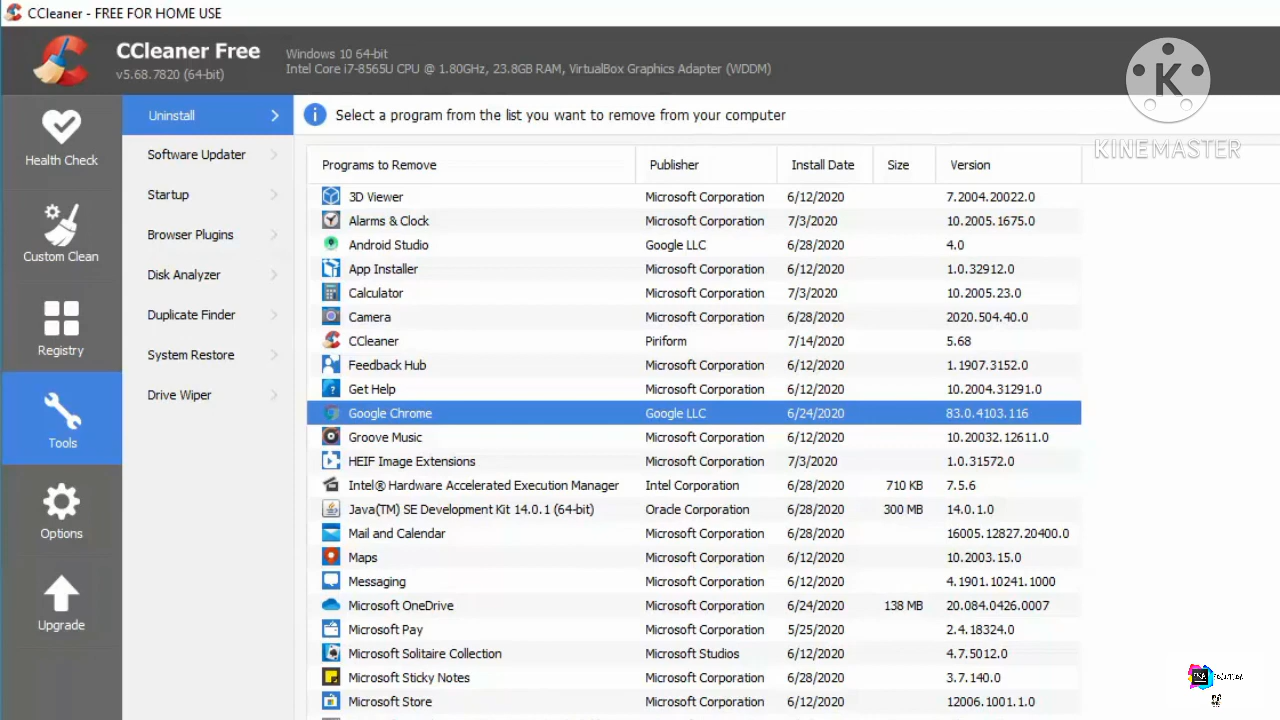 CCleaner - FREE FOR HOME USE
CCleaner Free
v5.68.7820 (64-bit)
Windows 10 64-bit
Intel Core i7-8565U CPU @ 1.80GHz, 23.8GB RAM, VirtualBox Graphics Adapter (WDDM)
K
KINEMASTER
Health Check
Custom Clean
Registry
Tools
Options
Upgrade
Uninstall
Software Updater
Startup
Browser Plugins
Disk Analyzer
Duplicate Finder
System Restore
Drive Wiper
Select a program from the list you want to remove from your computer
Programs to Remove Publisher Install Date Size Version
3D Viewer Microsoft Corporation 6/12/2020 7.2004.20022.0
Alarms & Clock Microsoft Corporation 7/3/2020 10.2005.1675.0
Android Studio Google LLC 6/28/2020 4.0
App Installer Microsoft Corporation 6/12/2020 1.0.32912.0
Calculator Microsoft Corporation 7/3/2020 10.2005.23.0
Camera Microsoft Corporation 6/28/2020 2020.504.40.0
CCleaner Piriform 7/14/2020 5.68
Feedback Hub Microsoft Corporation 6/12/2020 1.1907.3152.0
Get Help Microsoft Corporation 6/12/2020 10.2004.31291.0
Google Chrome Google LLC 6/24/2020 83.0.4103.116
Groove Music Microsoft Corporation 6/12/2020 10.20032.12611.0
HEIF Image Extensions Microsoft Corporation 7/3/2020 1.0.31572.0
Intel® Hardware Accelerated Execution Manager Intel Corporation 6/28/2020 710 KB 7.5.6
Java(TM) SE Development Kit 14.0.1 (64-bit) Oracle Corporation 6/28/2020 300 MB 14.0.1.0
Mail and Calendar Microsoft Corporation 6/28/2020 16005.12827.20400.0
Maps Microsoft Corporation 6/12/2020 10.2003.15.0
Messaging Microsoft Corporation 6/12/2020 4.1901.10241.1000
Microsoft OneDrive Microsoft Corporation 6/24/2020 138 MB 20.084.0426.0007
Microsoft Pay Microsoft Corporation 5/25/2020 2.4.18324.0
Microsoft Solitaire Collection Microsoft Studios 6/12/2020 4.7.5012.0
Microsoft Sticky Notes Microsoft Corporation 6/28/2020 3.7.140.0
Microsoft Store Microsoft Corporation 6/12/2020 12006.1001.1.0